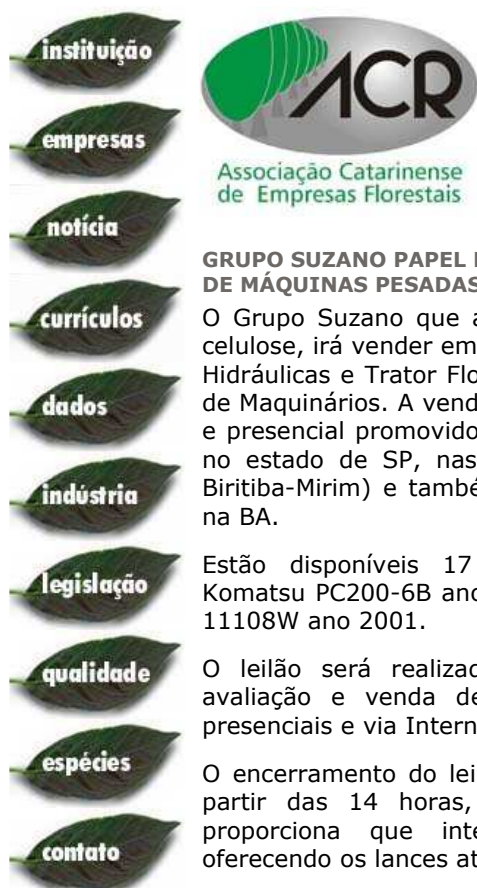 instituição
empresas
notícia
currículos
dados
indústria
legislação
qualidade
espécies
contato
ACR
Associação Catarinense
de Empresas Florestais
GRUPO SUZANO PAPEL
DE MÁQUINAS PESADAS
O Grupo Suzano que a
celulose, irá vender em
Hidráulicas e Trator Flo
de Maquinários. A vend
e presencial promovido
no estado de SP, nas
Biritiba-Mirim) e també
na BA.
Estão disponíveis 17
Komatsu PC200-6B ano
11108W ano 2001.
O leilão será realizad
avaliação e venda de
presenciais e via Intern
O encerramento do lei
partir das 14 horas,
proporciona que inte
oferecendo os lances at